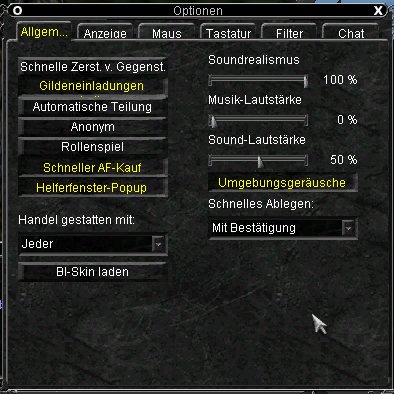 O Optionen X
Allgem... Anzeige Maus Tastatur Filter Chat
Schnelle Zerst. v. Gegenst.
Gildeneinladungen
Automatische Teilung
Anonym
Rollenspiel
Schneller AF-Kauf
Helferfenster-Popup
Handel gestatten mit:
Jeder
BI-Skin laden
Soundrealismus
100 %
Musik-Lautstärke
0 %
Sound-Lautstärke
50 %
Umgebungsgeräusche
Schnelles Ablegen:
Mit Bestätigung